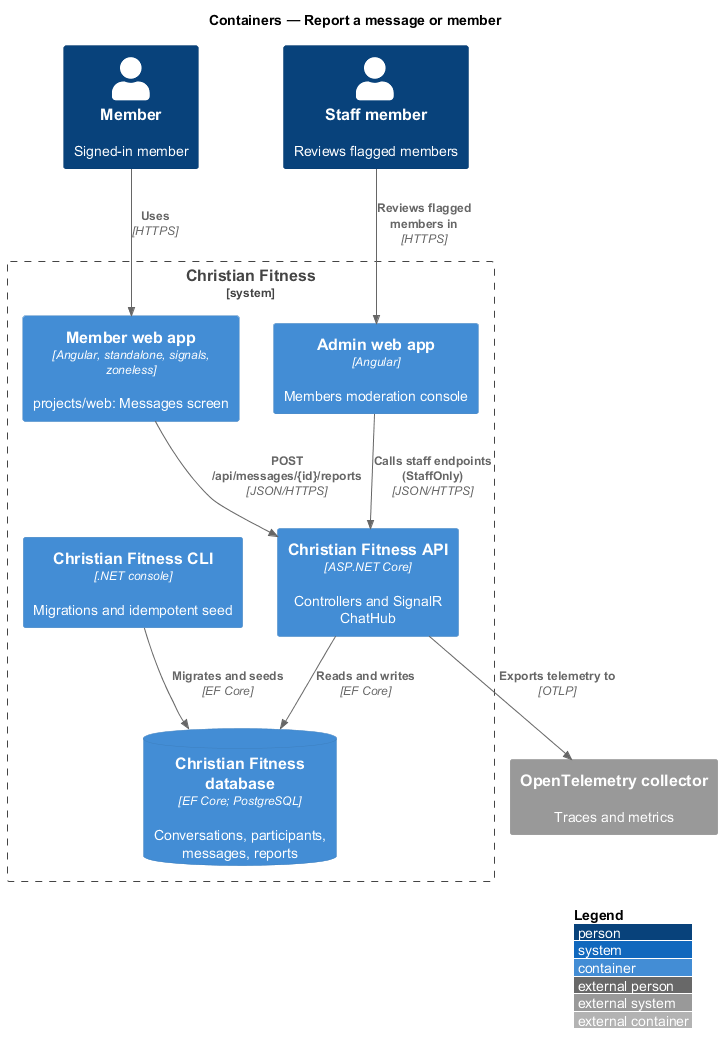 Containers — Report a message or member
Member
Signed-in member
Staff member
Reviews flagged members
Uses
[HTTPS]
Reviews flagged
members in
[HTTPS]
Christian Fitness
[system]
Member web app
[Angular, standalone, signals,
zoneless]
projects/web: Messages screen
Admin web app
[Angular]
Members moderation console
POST
/api/messages/{id}/reports
[JSON/HTTPS]
Calls staff endpoints
(StaffOnly)
[JSON/HTTPS]
Christian Fitness CLI
[.NET console]
Migrations and idempotent seed
Christian Fitness API
[ASP.NET Core]
Controllers and SignalR
ChatHub
Migrates and seeds
[EF Core]
Reads and writes
[EF Core]
Exports telemetry to
[OTLP]
Christian Fitness
database
[EF Core; PostgreSQL]
Conversations, participants,
messages, reports
OpenTelemetry collector
Traces and metrics
Legend
person
system
container
external person
external system
external container